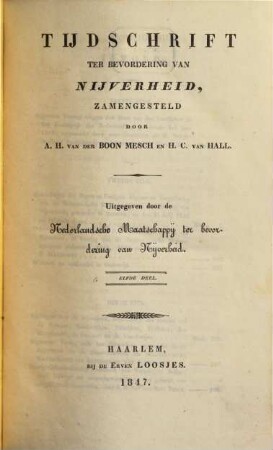 TIJDSCHRIFT
TER BEVORDERING VAN
NIJVERHEID,
ZAMENGESTELD
DOOR
A. H. VAN DER BOON MESCH EN H. C. VAN HALL.
Uitgegeven door de
Nederlandsche Maatschappij ter bevor-
dering van Nijverheid.
ELFDE DEEL.
HAARLEM,
BIJ DE ERVEN LOOSJES.
1847.